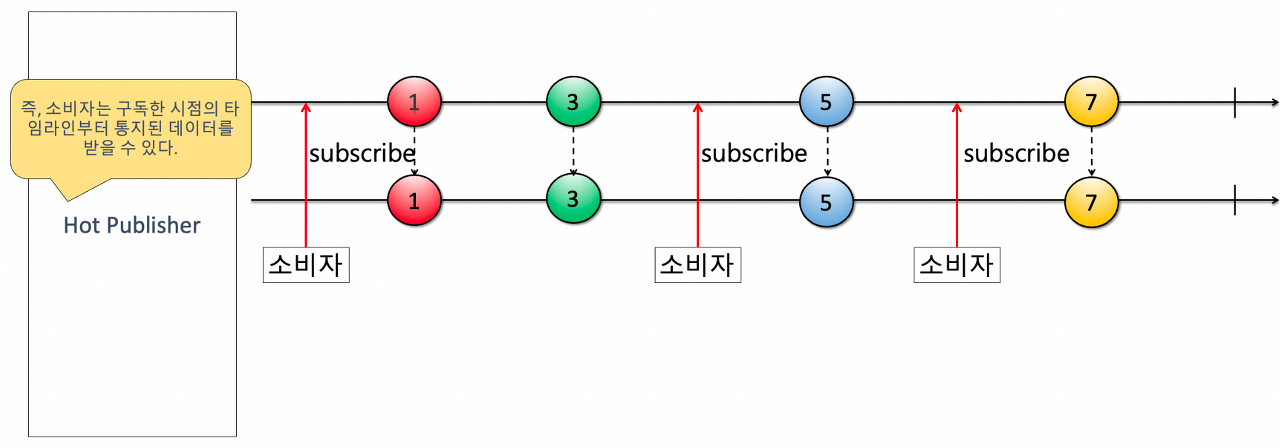 즉, 소비자는 구독한 시점의 타
임라인부터 통지된 데이터를
받을 수 있다.
Hot Publisher
1
3
5
7
subscribe
subscribe
subscribe
1
3
5
7
소비자
소비자
소비자